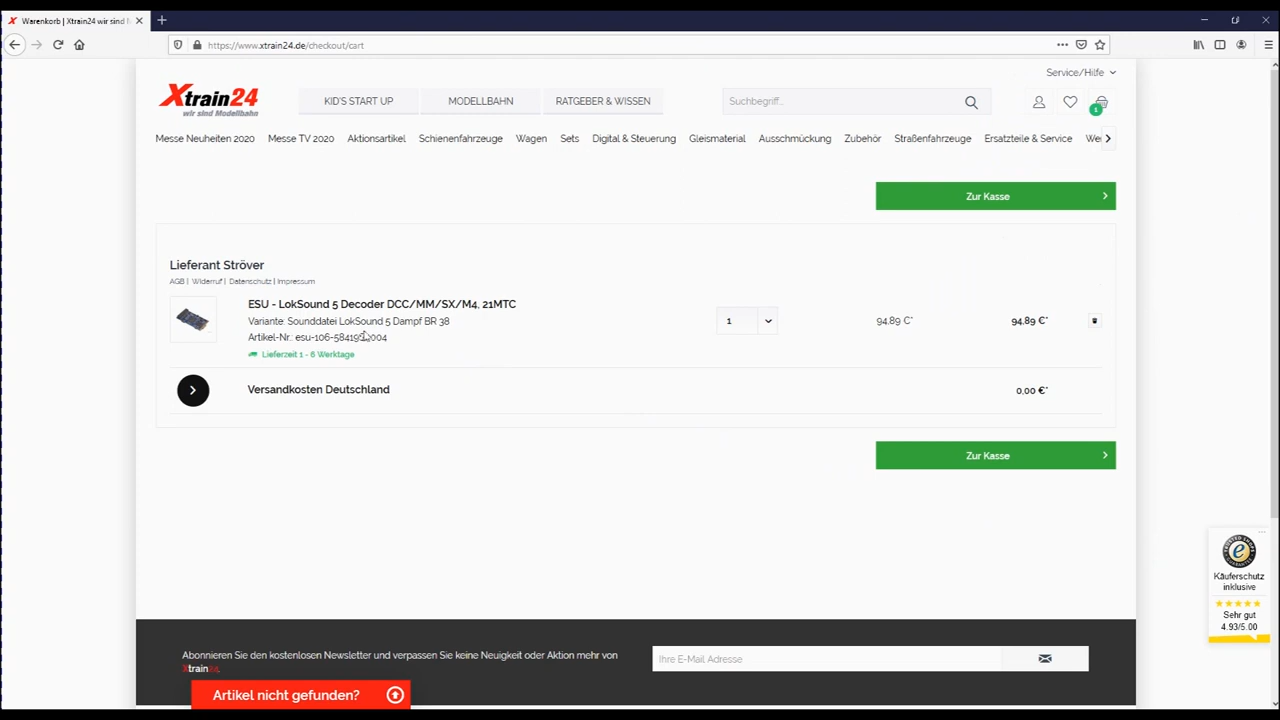 Warenkorb | Xtrain24 wir sind M
https://www.xtrain24.de/checkout/cart
Service/Hilfe
Xtrain24
wir sind Modellbahn
KID'S START UP
MODELLBAHN
RATGEBER & WISSEN
Suchbegriff...
1
Messe Neuheiten 2020
Messe TV 2020
Aktionsartikel
Schienenfahrzeuge
Wagen
Sets
Digital & Steuerung
Gleismaterial
Ausschmückung
Zubehör
Straßenfahrzeuge
Ersatzteile & Service
Zur Kasse
Lieferant Ströver
AGB | Widerruf | Datenschutz | Impressum
ESU - LokSound 5 Decoder DCC/MM/SX/M4, 21MTC
Variante: Sounddatei LokSound 5 Dampf BR 38
Artikel-Nr.:
Lieferzeit 1 - 6 Werktage
1
94,89 €*
94,89 €*
Versandkosten Deutschland
0,00 €*
Zur Kasse
Käuferschutz
inklusive
Sehr gut
4.93/5.00
Abonnieren Sie den kostenlosen Newsletter und verpassen Sie keine Neuigkeit oder Aktion mehr von
Xtrain24.
Ihre E-Mail Adresse
Artikel nicht gefunden?